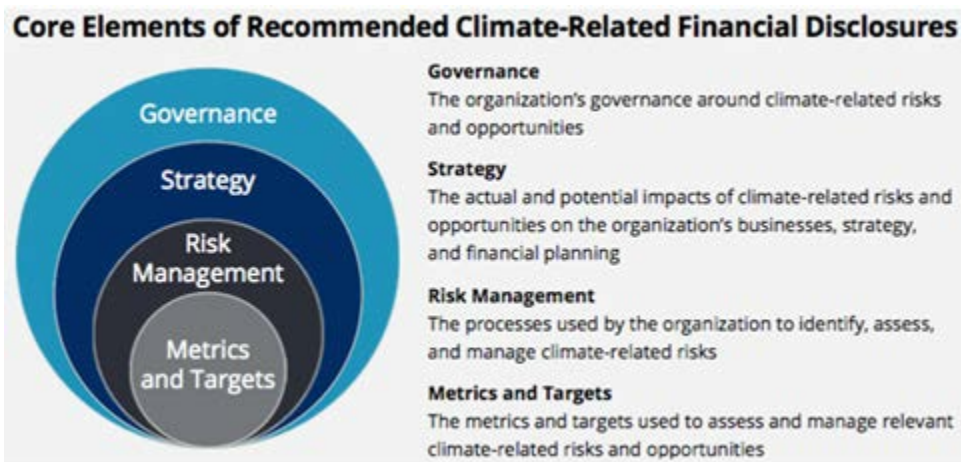 Core Elements of Recommended Climate-Related Financial Disclosures
Governance
Strategy
Risk
Management
Metrics
and Targets
Governance
The organization's governance around climate-related risks
and opportunities
Strategy
The actual and potential impacts of climate-related risks and
opportunities on the organization's businesses, strategy,
and financial planning
Risk Management
The processes used by the organization to identify, assess,
and manage climate-related risks
Metrics and Targets
The metrics and targets used to assess and manage relevant
climate-related risks and opportunities